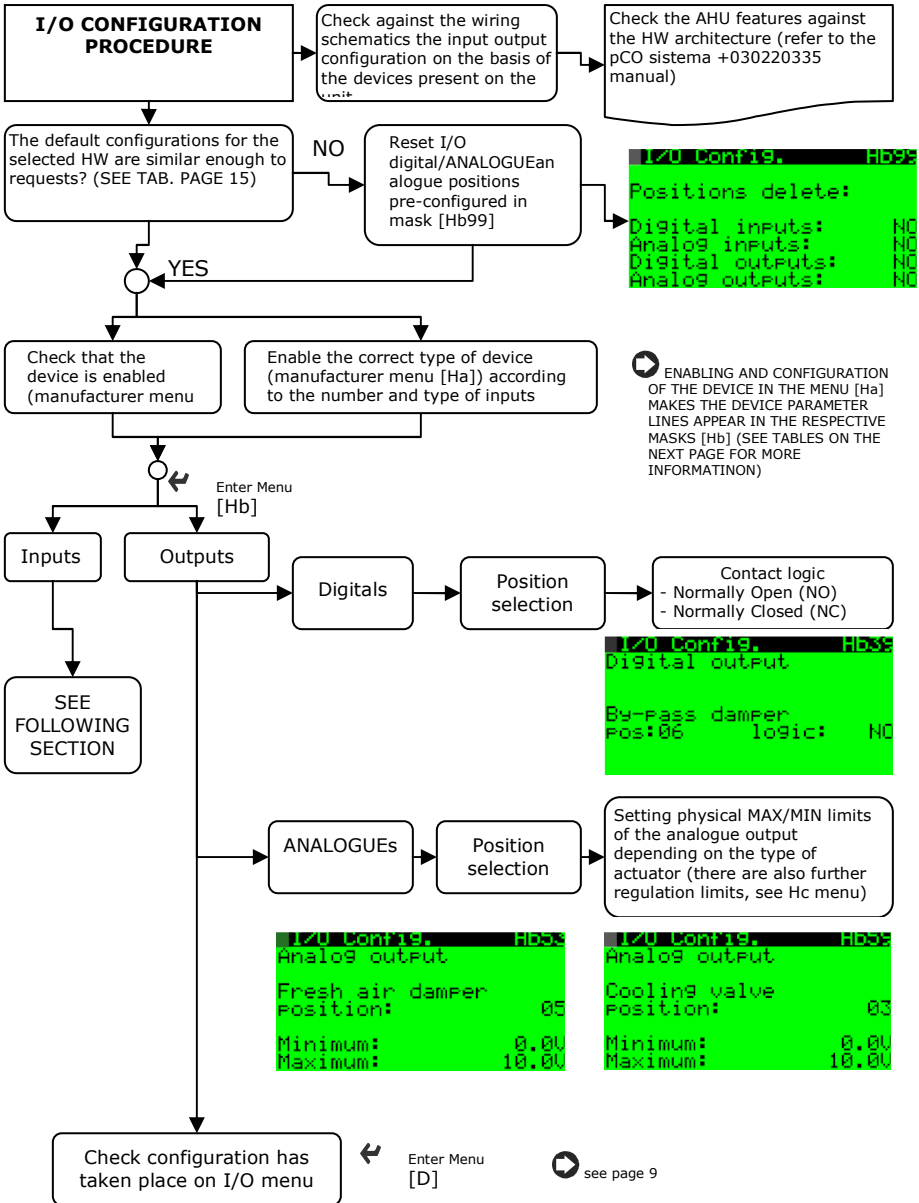 I/O CONFIGURATION
PROCEDURE
Check against the wiring
schematics the input output
configuration on the basis of
the devices present on the
unit
Check the AHU features against
the HW architecture (refer to the
pCO sistema +030220335
manual)
The default configurations for the
selected HW are similar enough to
requests? (SEE TAB. PAGE 15)
NO
Reset I/O
digital/ANALOGUEan
alogue positions
pre-configured in
mask [Hb99]
I/O Config. Hb99
Positions delete:
Digital inputs: NO
Analog inputs: NO
Digital outputs: NO
Analog outputs: NO
YES
Check that the
device is enabled
(manufacturer menu
Enable the correct type of device
(manufacturer menu [Ha]) according
to the number and type of inputs
ENABLING AND CONFIGURATION
OF THE DEVICE IN THE MENU [Ha]
MAKES THE DEVICE PARAMETER
LINES APPEAR IN THE RESPECTIVE
MASKS [Hb] (SEE TABLES ON THE
NEXT PAGE FOR MORE
INFORMATINON)
Enter Menu
[Hb]
Inputs
Outputs
Digitals
Position
selection
Contact logic
- Normally Open (NO)
- Normally Closed (NC)
I/O Config. Hb39
Digital output
By-pass damper
pos:06 logic: NO
SEE
FOLLOWING
SECTION
ANALOGUEs
Position
selection
Setting physical MAX/MIN limits
of the analogue output
depending on the type of
actuator (there are also further
regulation limits, see Hc menu)
I/O Config. Hb53
Analog output
Fresh air damper
position: 05
Minimum: 0.0V
Maximum: 10.0V
I/O Config. Hb59
Analog output
Cooling valve
position: 03
Minimum: 0.0V
Maximum: 10.0V
Check configuration has
taken place on I/O menu
Enter Menu
[D]
see page 9